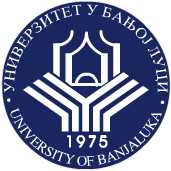 УНИВЕРЗИТЕТ У БАЊОЈ ЛУЦИ
1975
UNIVERSITY OF BANJALUKA